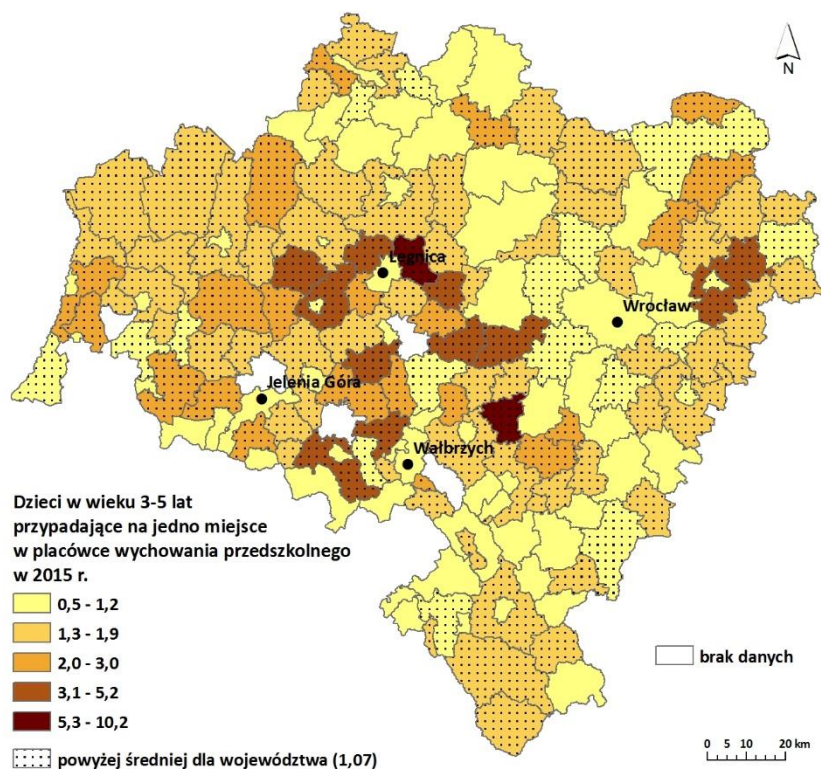 N
Legnica
Wrocław
Jelenia Góra
Wałbrzych
Dzieci w wieku 3-5 lat
przypadające na jedno miejsce
w placówce wychowania przedszkolnego
w 2015 r.
0,5 - 1,2
1,3 - 1,9
2,0 - 3,0
3,1 - 5,2
5,3 - 10,2
powyżej średniej dla województwa (1,07)
brak danych
0 5 10 20 km